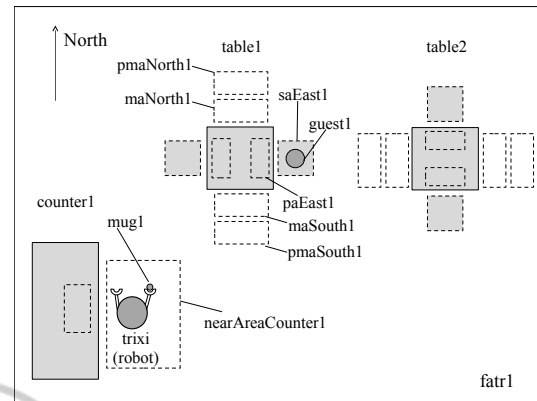 North
table1
table2
pmaNorth1
maNorth1
saEast1
guest1
paEast1
maSouth1
pmaSouth1
counter1
mug1
nearAreaCounter1
trixi
(robot)
fatr1